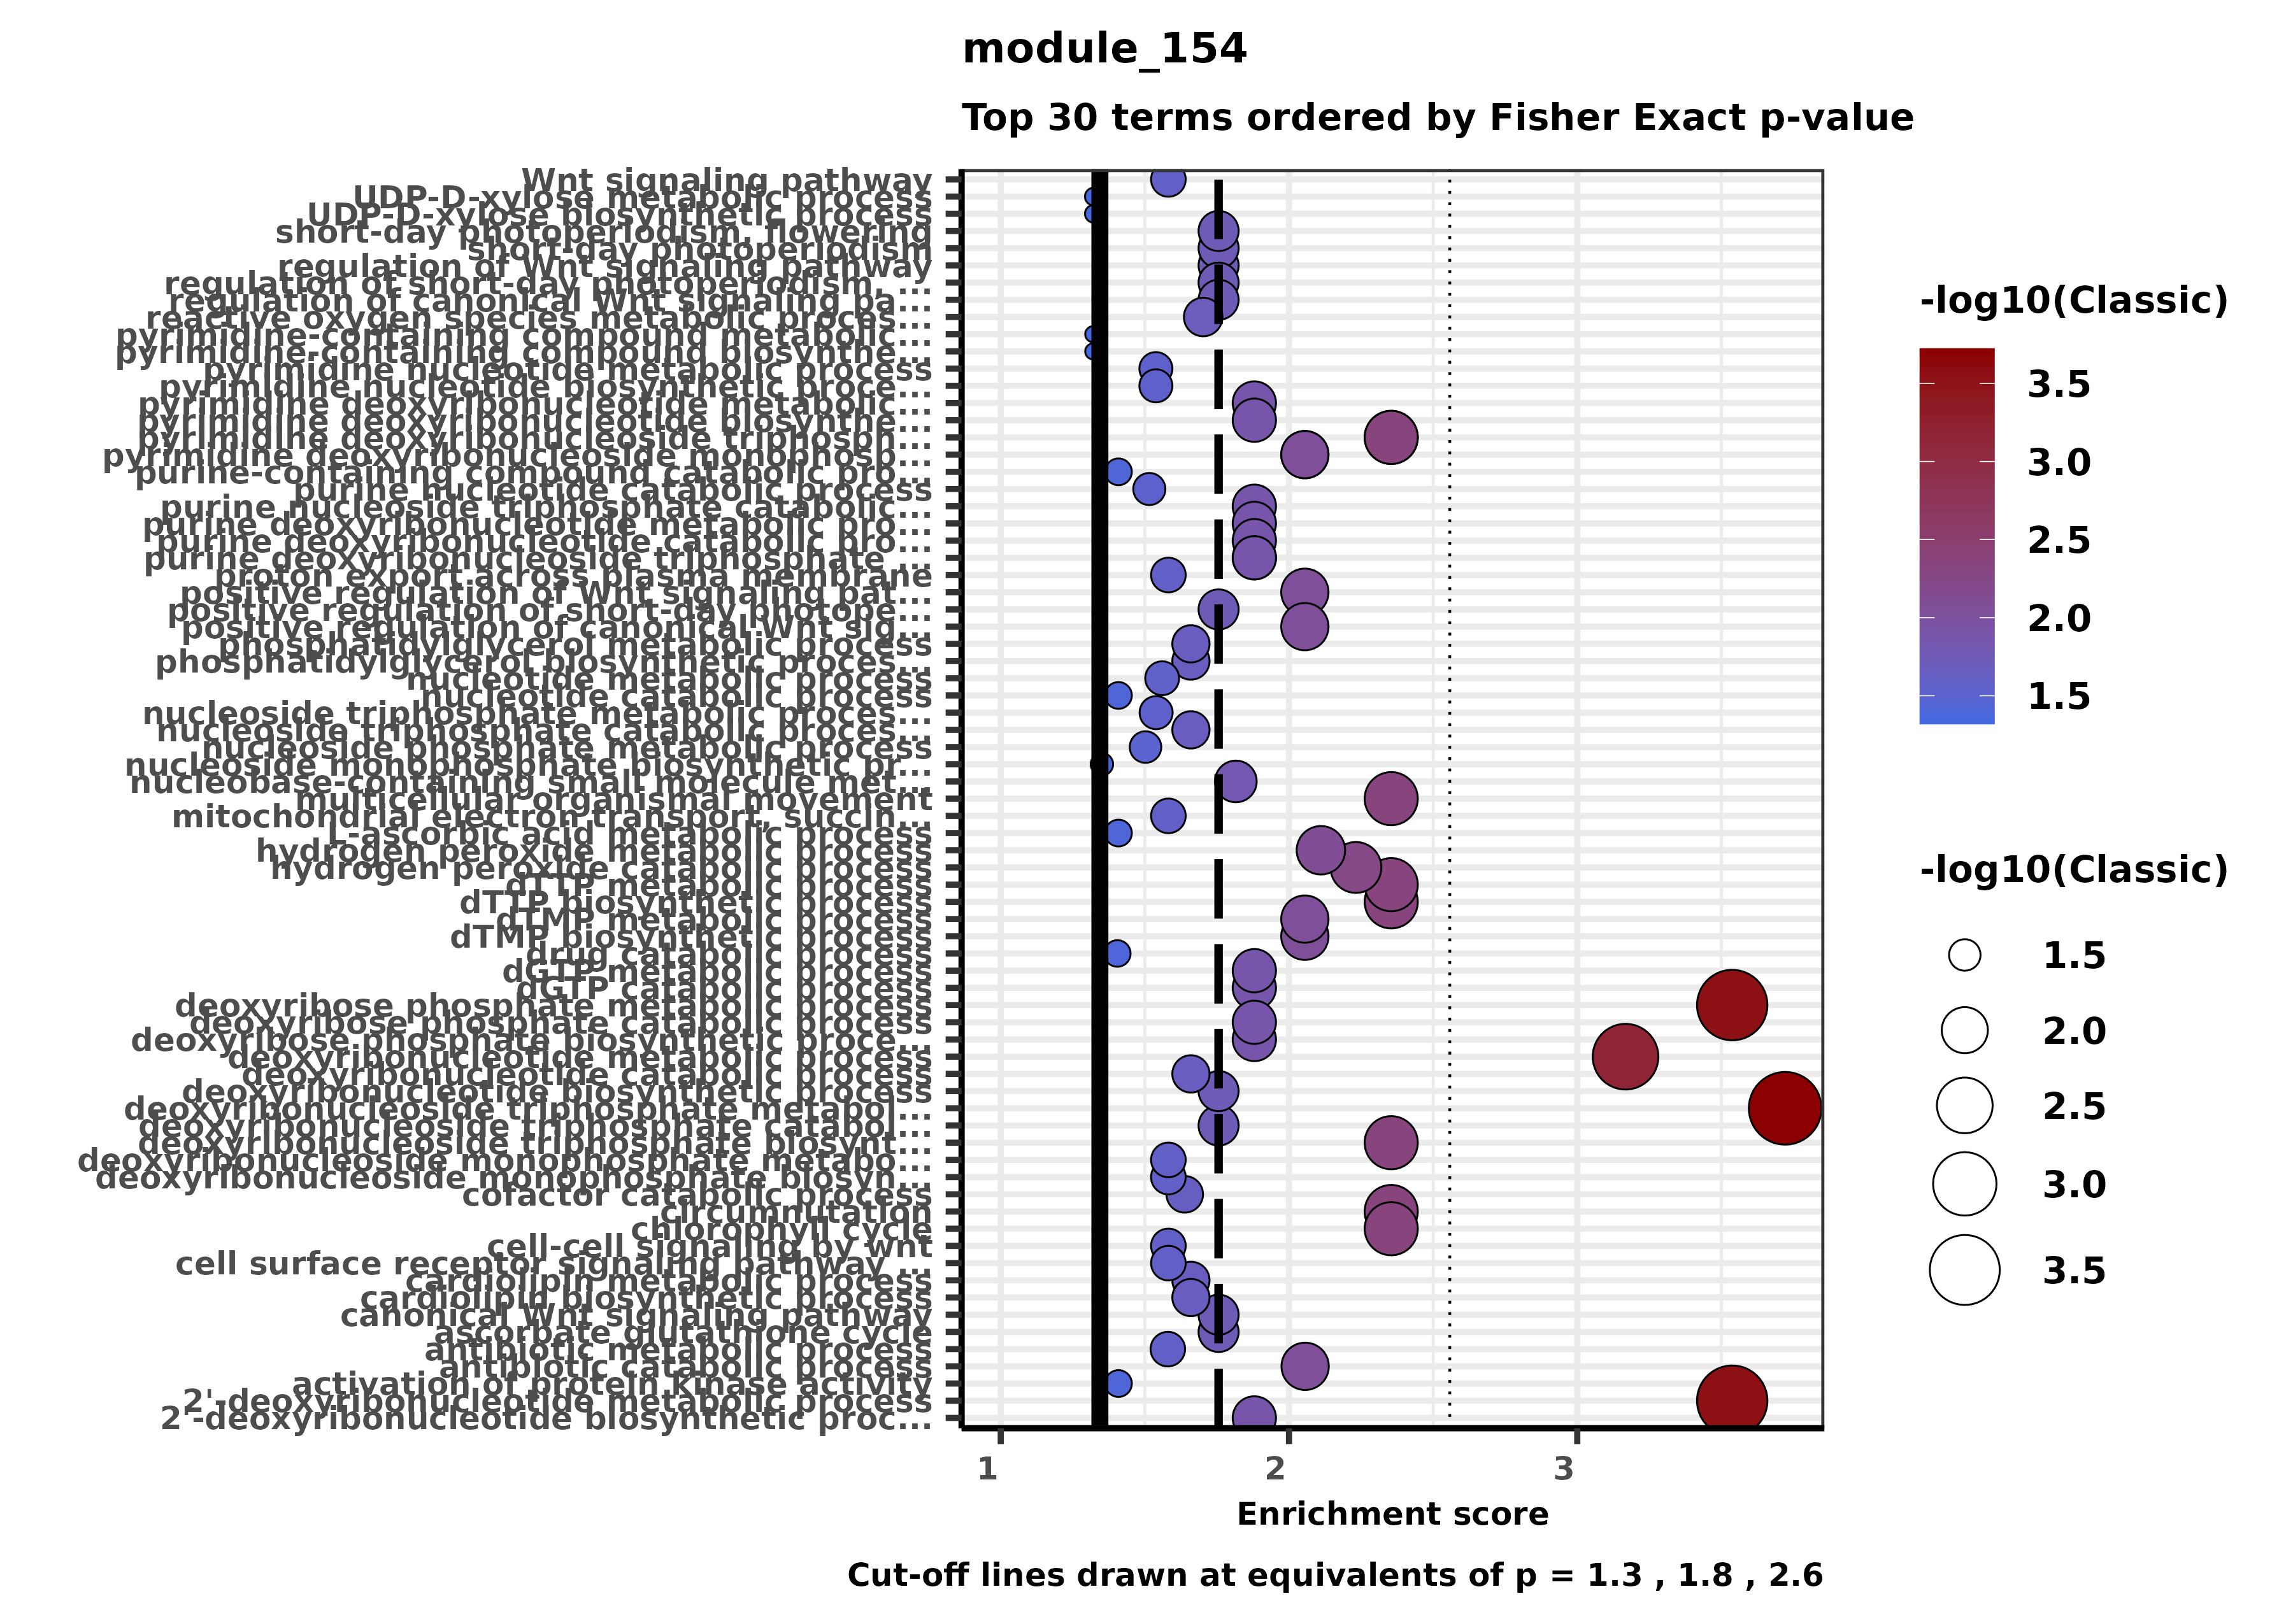 module_154
Top 30 terms ordered by Fisher Exact p-value
Wnt signaling pathway
UDP-D-xylose metabolic process
UDP-D-xylose biosynthetic process
short-day photoperiodism, flowering
short-day photoperiodism
regulation of Wnt signaling pathway
regulation of short-day photoperiodism, ...
regulation of canonical Wnt signaling pa...
reactive oxygen species metabolic proces...
pyrimidine-containing compound metabolic...
pyrimidine-containing compound biosynthe...
pyrimidine nucleotide metabolic process
pyrimidine nucleotide biosynthetic proce...
pyrimidine deoxyribonucleotide metabolic...
pyrimidine deoxyribonucleotide biosynthe...
pyrimidine deoxyribonucleoside triphosph...
pyrimidine deoxyribonucleoside monophosp...
purine-containing compound catabolic pro...
purine nucleotide catabolic process
purine nucleoside triphosphate catabolic...
purine deoxyribonucleotide metabolic pro...
purine deoxyribonucleotide catabolic pro...
purine deoxyribonucleoside triphosphate ...
proton export across plasma membrane
positive regulation of Wnt signaling pat...
positive regulation of short-day photope...
positive regulation of canonical Wnt sig...
phosphatidylglycerol metabolic process
phosphatidylglycerol biosynthetic proces...
nucleotide metabolic process
nucleotide catabolic process
nucleoside triphosphate metabolic proces...
nucleoside triphosphate catabolic proces...
nucleoside phosphate metabolic process
nucleoside monophosphate biosynthetic pr...
nucleobase-containing small molecule met...
multicellular organismal movement
mitochondrial electron transport, succin...
L-ascorbic acid metabolic process
hydrogen peroxide metabolic process
hydrogen peroxide catabolic process
dTTP metabolic process
dTTP biosynthetic process
dTMP metabolic process
dTMP biosynthetic process
drug catabolic process
dGTP metabolic process
dGTP catabolic process
deoxyribose phosphate metabolic process
deoxyribose phosphate catabolic process
deoxyribose phosphate biosynthetic proce...
deoxyribonucleotide metabolic process
deoxyribonucleotide catabolic process
deoxyribonucleotide biosynthetic process
deoxyribonucleoside triphosphate metabol...
deoxyribonucleoside triphosphate catabol...
deoxyribonucleoside triphosphate biosynt...
deoxyribonucleoside monophosphate metabo...
deoxyribonucleoside monophosphate biosyn...
cofactor catabolic process
circumnutation
chlorophyll cycle
cell-cell signaling by wnt
cell surface receptor signaling pathway ...
cardiolipin metabolic process
cardiolipin biosynthetic process
canonical Wnt signaling pathway
ascorbate glutathione cycle
antibiotic metabolic process
antibiotic catabolic process
activation of protein kinase activity
2'-deoxyribonucleotide metabolic process
2'-deoxyribonucleotide biosynthetic proc...
1
2
3
Enrichment score
Cut-off lines drawn at equivalents of p = 1.3 , 1.8 , 2.6
-log10(Classic)
3.5
3.0
2.5
2.0
1.5
-log10(Classic)
1.5
2.0
2.5
3.0
3.5